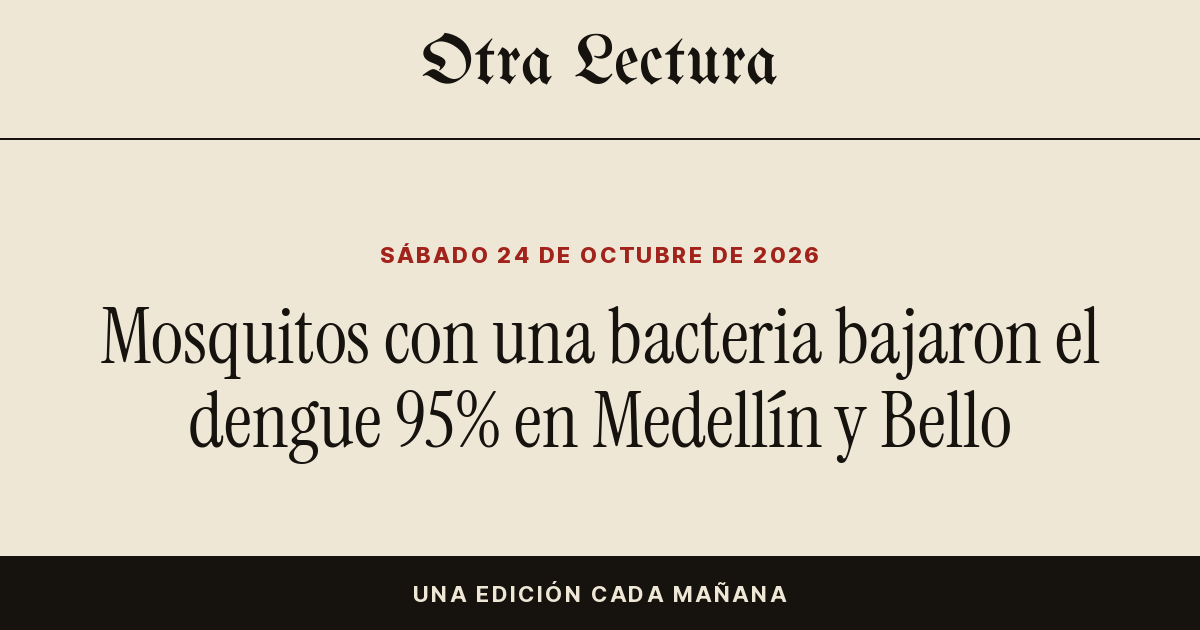 Otra Lectura
SÁBADO 24 DE OCTUBRE DE 2026
Mosquitos con una bacteria bajaron el
dengue 95% en Medellín y Bello
UNA EDICIÓN CADA MAÑANA